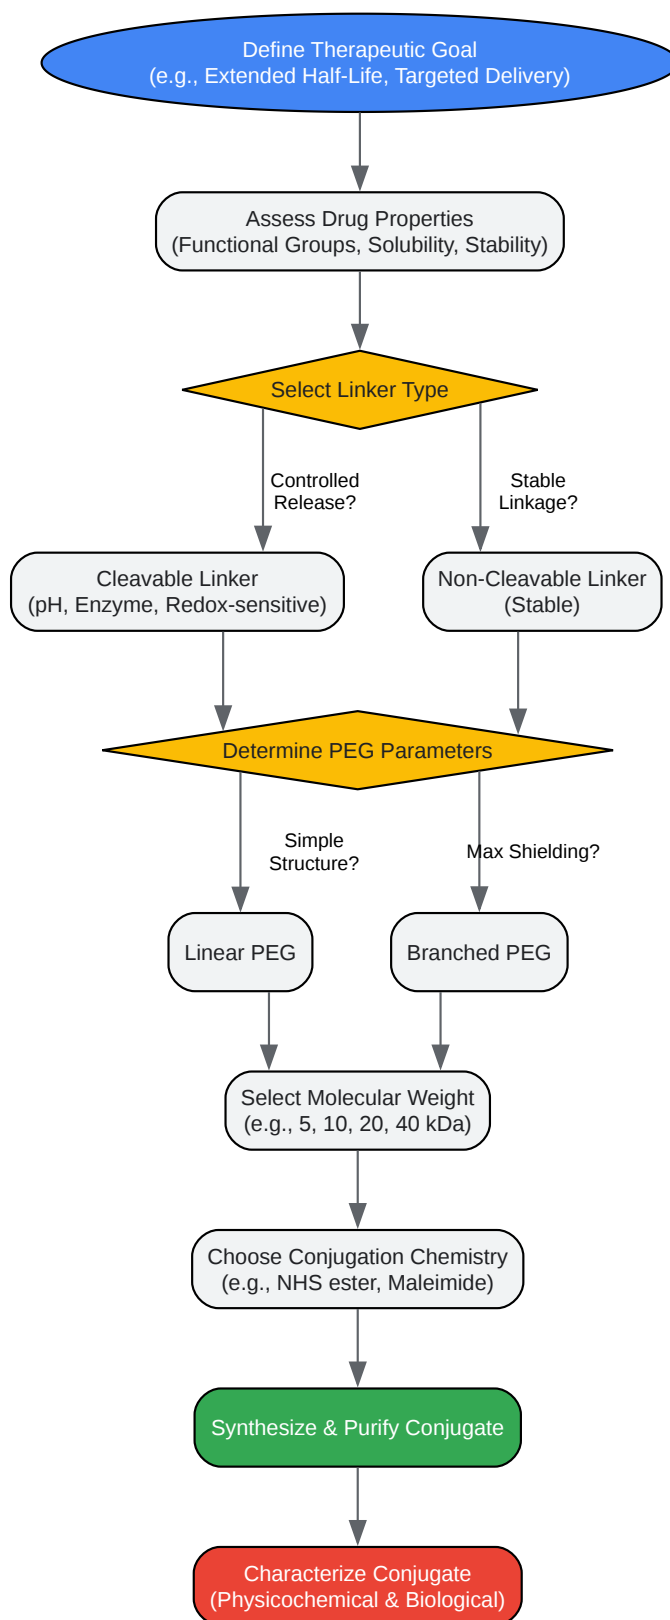 Define Therapeutic Goal
(e.g., Extended Half-Life, Targeted Delivery)
Assess Drug Properties
(Functional Groups, Solubility, Stability)
Select Linker Type
Controlled
Release?
Stable
Linkage?
Cleavable Linker
(pH, Enzyme, Redox-sensitive)
Non-Cleavable Linker
(Stable)
Determine PEG Parameters
Simple
Structure?
Max Shielding?
Linear PEG
Branched PEG
Select Molecular Weight
(e.g., 5, 10, 20, 40 kDa)
Choose Conjugation Chemistry
(e.g., NHS ester, Maleimide)
Synthesize & Purify Conjugate
Characterize Conjugate
(Physicochemical & Biological)